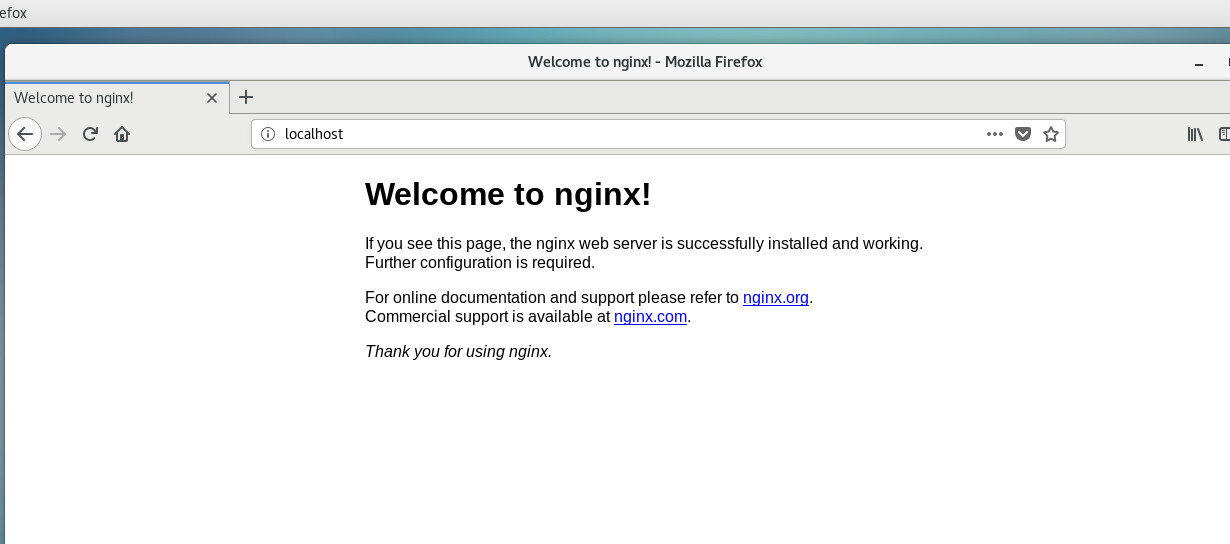 efox
Welcome to nginx! - Mozilla Firefox
Welcome to nginx!
localhost
Welcome to nginx!
If you see this page, the nginx web server is successfully installed and working.
Further configuration is required.
For online documentation and support please refer to nginx.org.
Commercial support is available at nginx.com.
Thank you for using nginx.